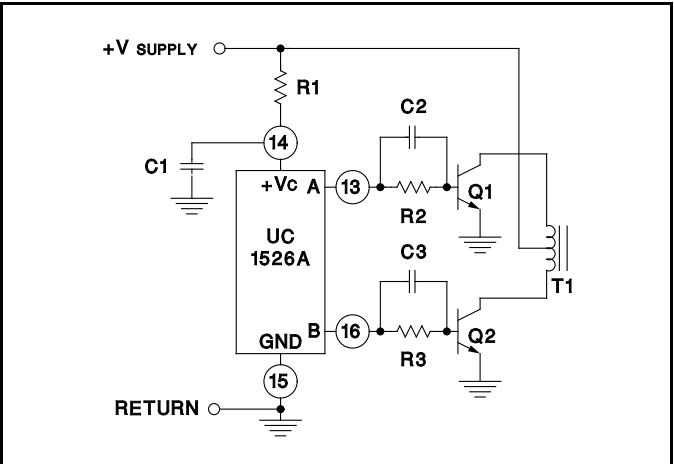 +V SUPPLY
R1
C2
14
C1
+VC A 13
Q1
R2
UC
1526A
C3
T1
B 16
Q2
GND
R3
15
RETURN